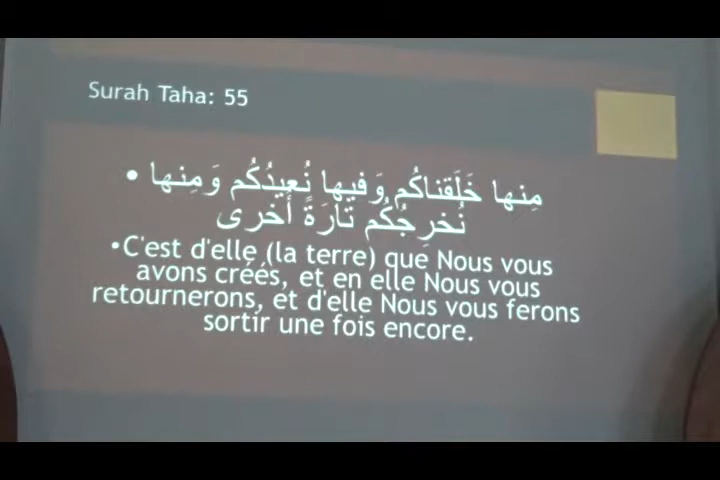 Surah Taha: 55
• مِنها خَلَقناكُم وَفيها نُعيدُكُم وَمِنها
نُخرِجُكُم تارَةً أُخرى
•C'est d'elle (la terre) que Nous vous
avons créés, et en elle Nous vous
retournerons, et d'elle Nous vous ferons
sortir une fois encore.